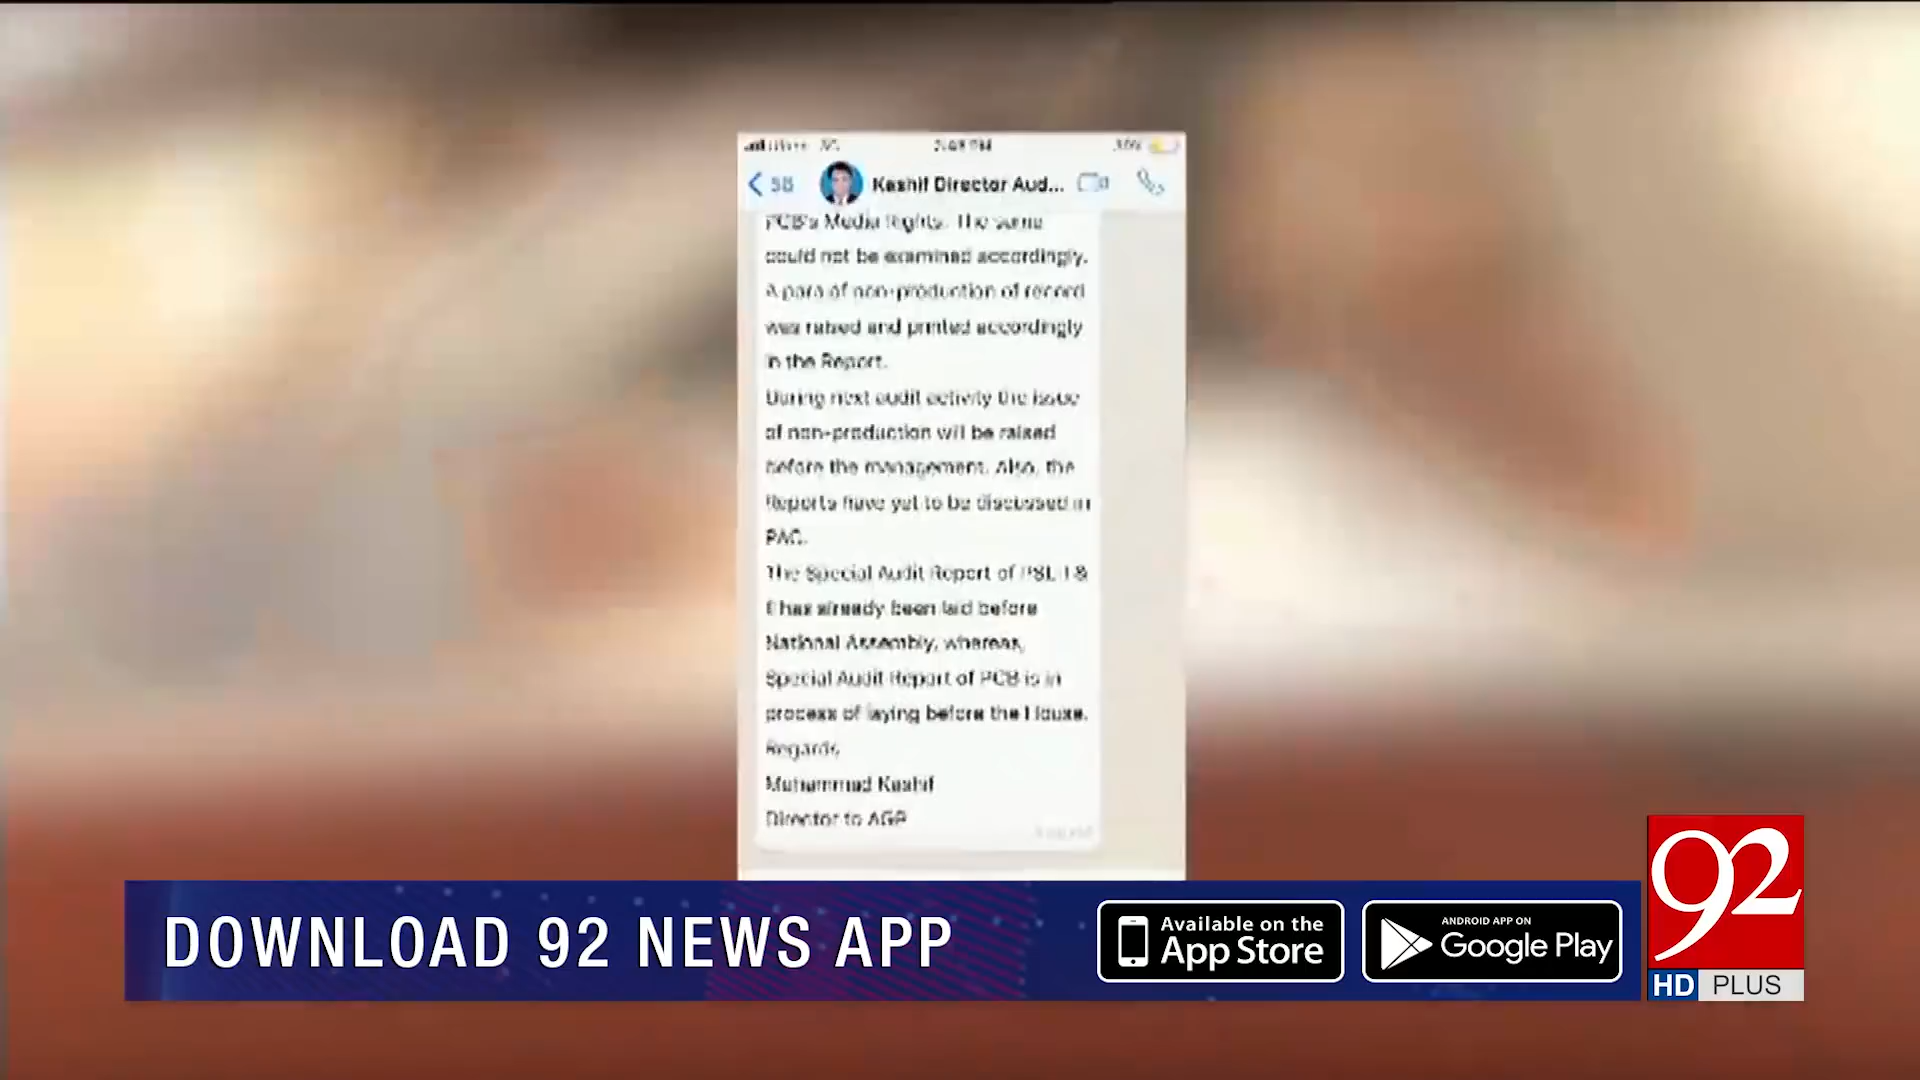 58
Kashif Director Aud...
PCB's Media Rights. The same
could not be examined accordingly.
A para of non-production of record
was raised and printed accordingly
in the Report.
During next audit activity the issue
of non-production will be raised
before the management. Also, the
Reports have yet to be discussed in
PAC.
The Special Audit Report of PSL I &
II has already been laid before
National Assembly, whereas,
Special Audit Report of PCB is in
process of laying before the House.
Regards
Muhammad Kashif
Director to AGP
DOWNLOAD 92 NEWS APP
Available on the
App Store
ANDROID APP ON
Google Play
92
HD PLUS